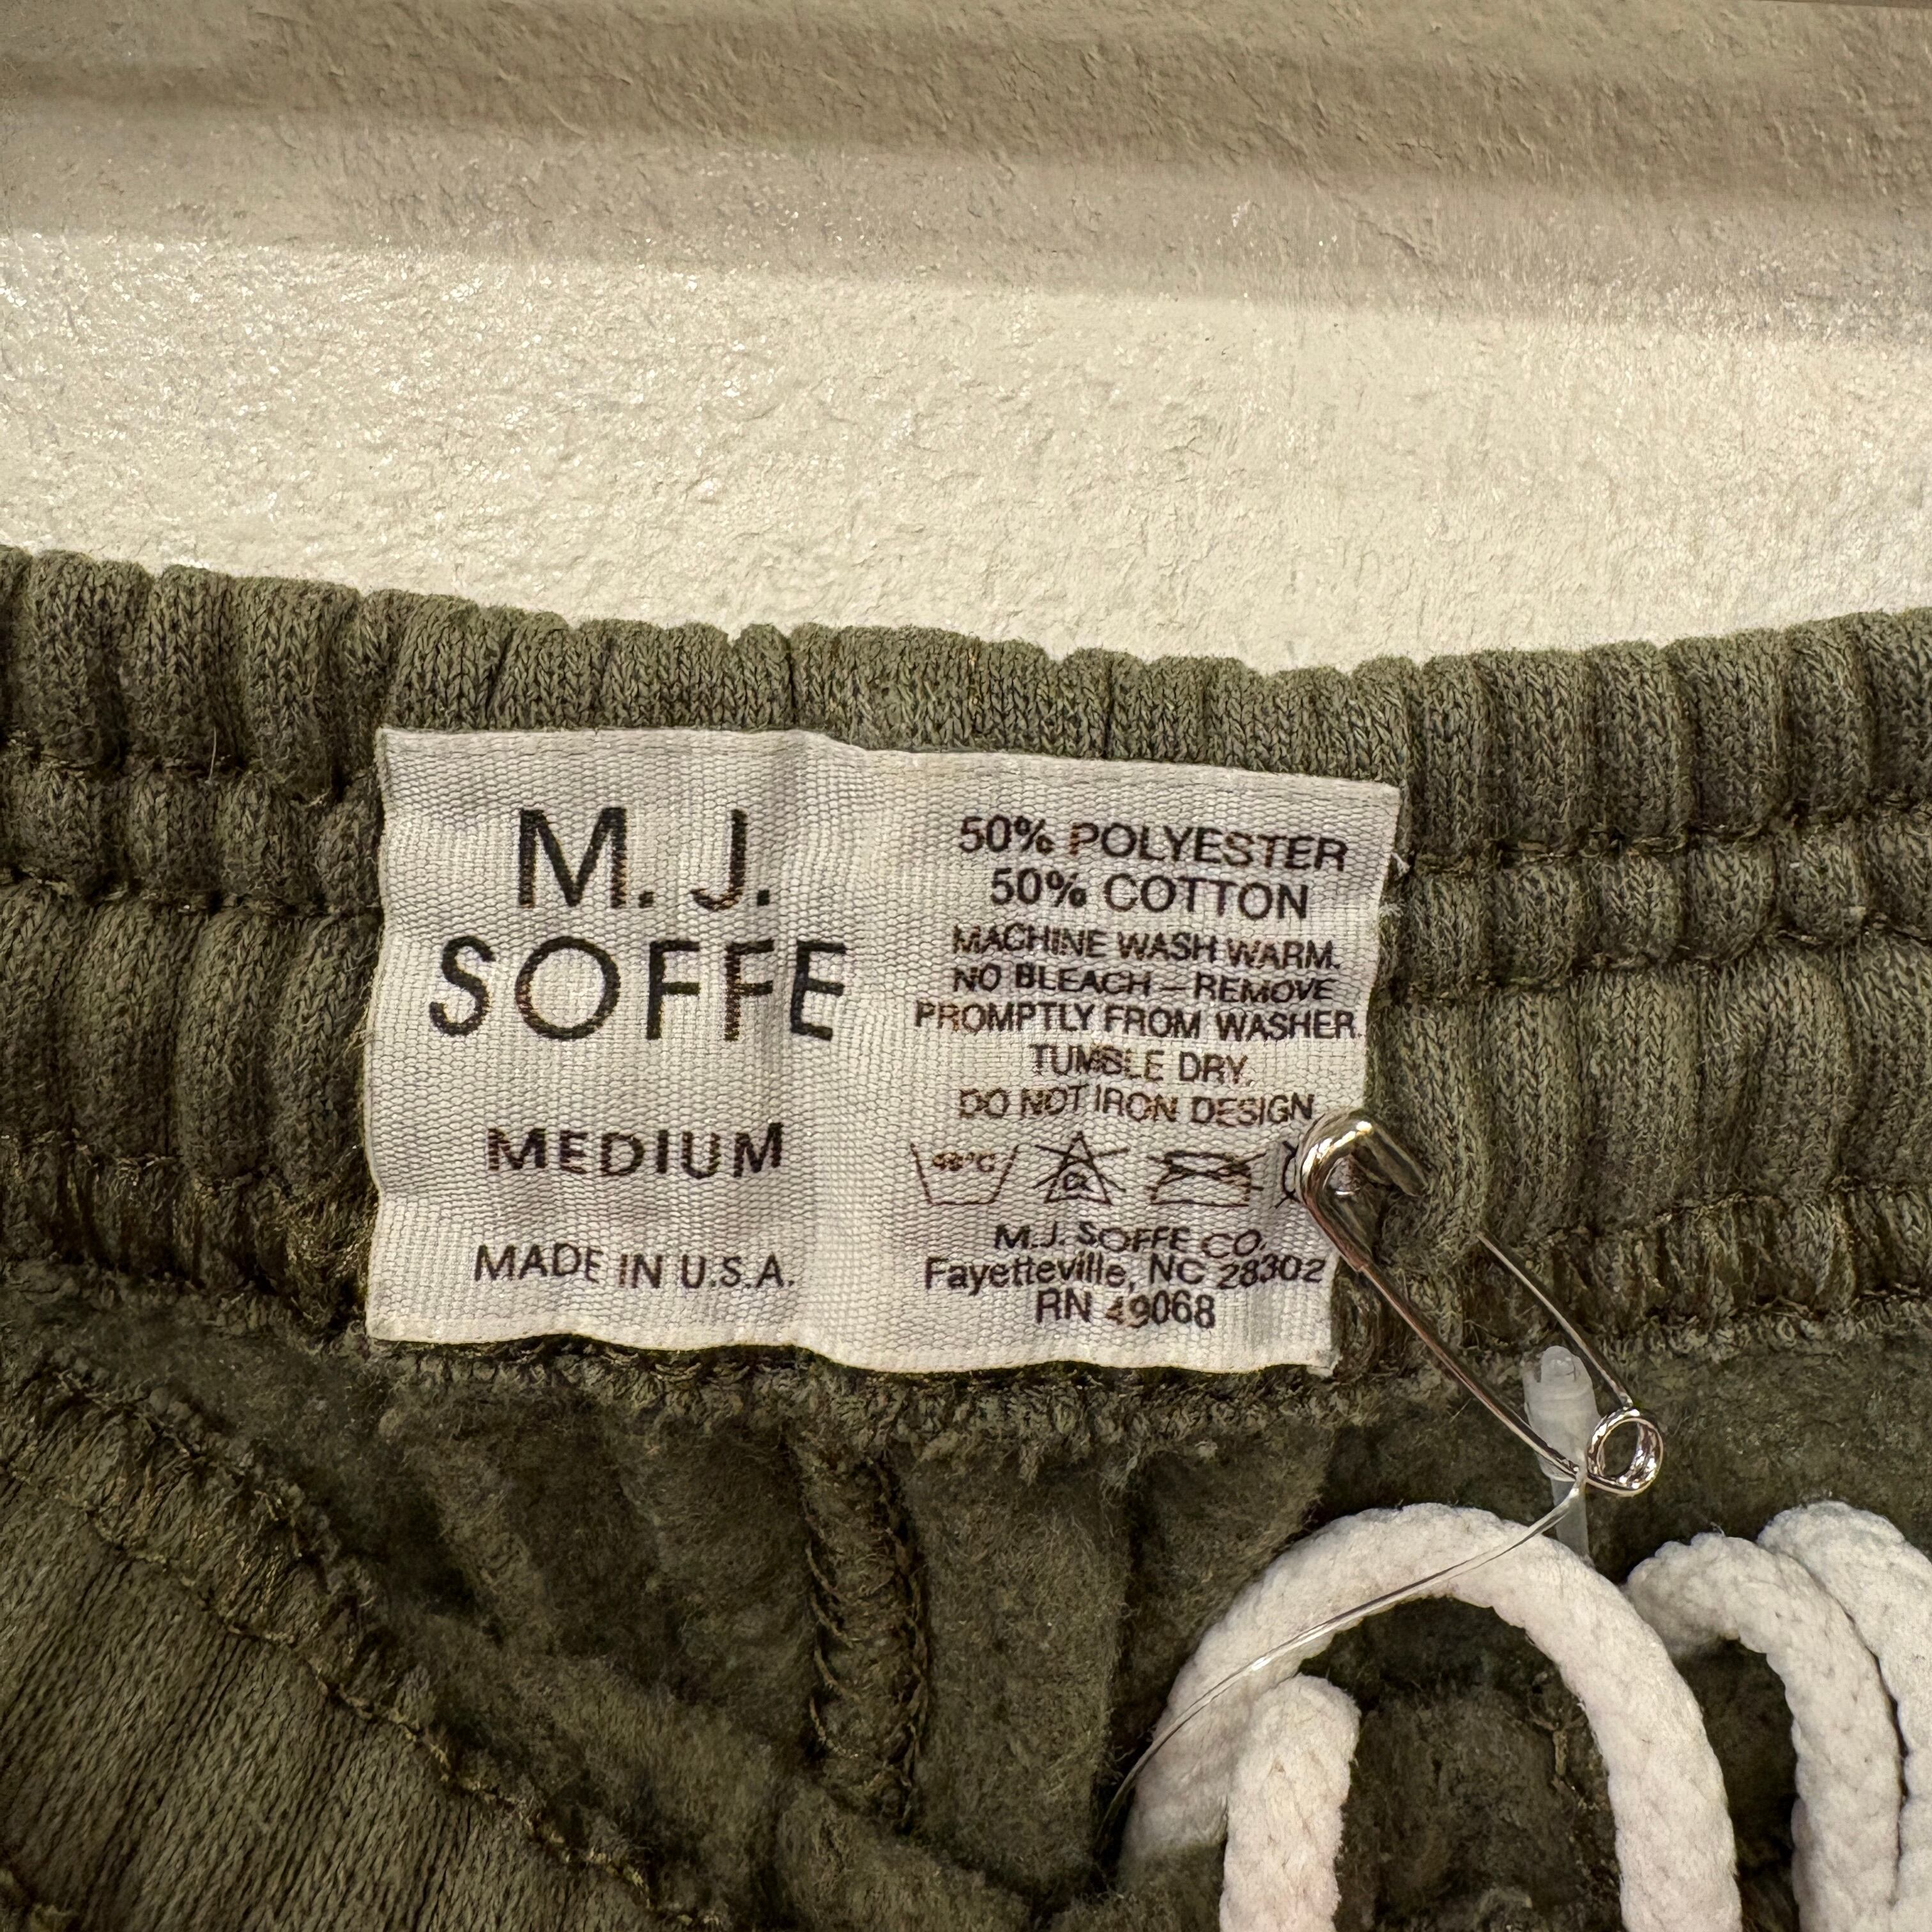 M. J.
SOFFE
MEDIUM
MADE IN U.S.A.
50% POLYESTER
50% COTTON
MACHINE WASH WARM.
NO BLEACH – REMOVE
PROMPTLY FROM WASHER.
TUMBLE DRY.
DO NOT IRON DESIGN
M.J. SOFFE CO.
Fayetteville, NC 28302
RN 49068